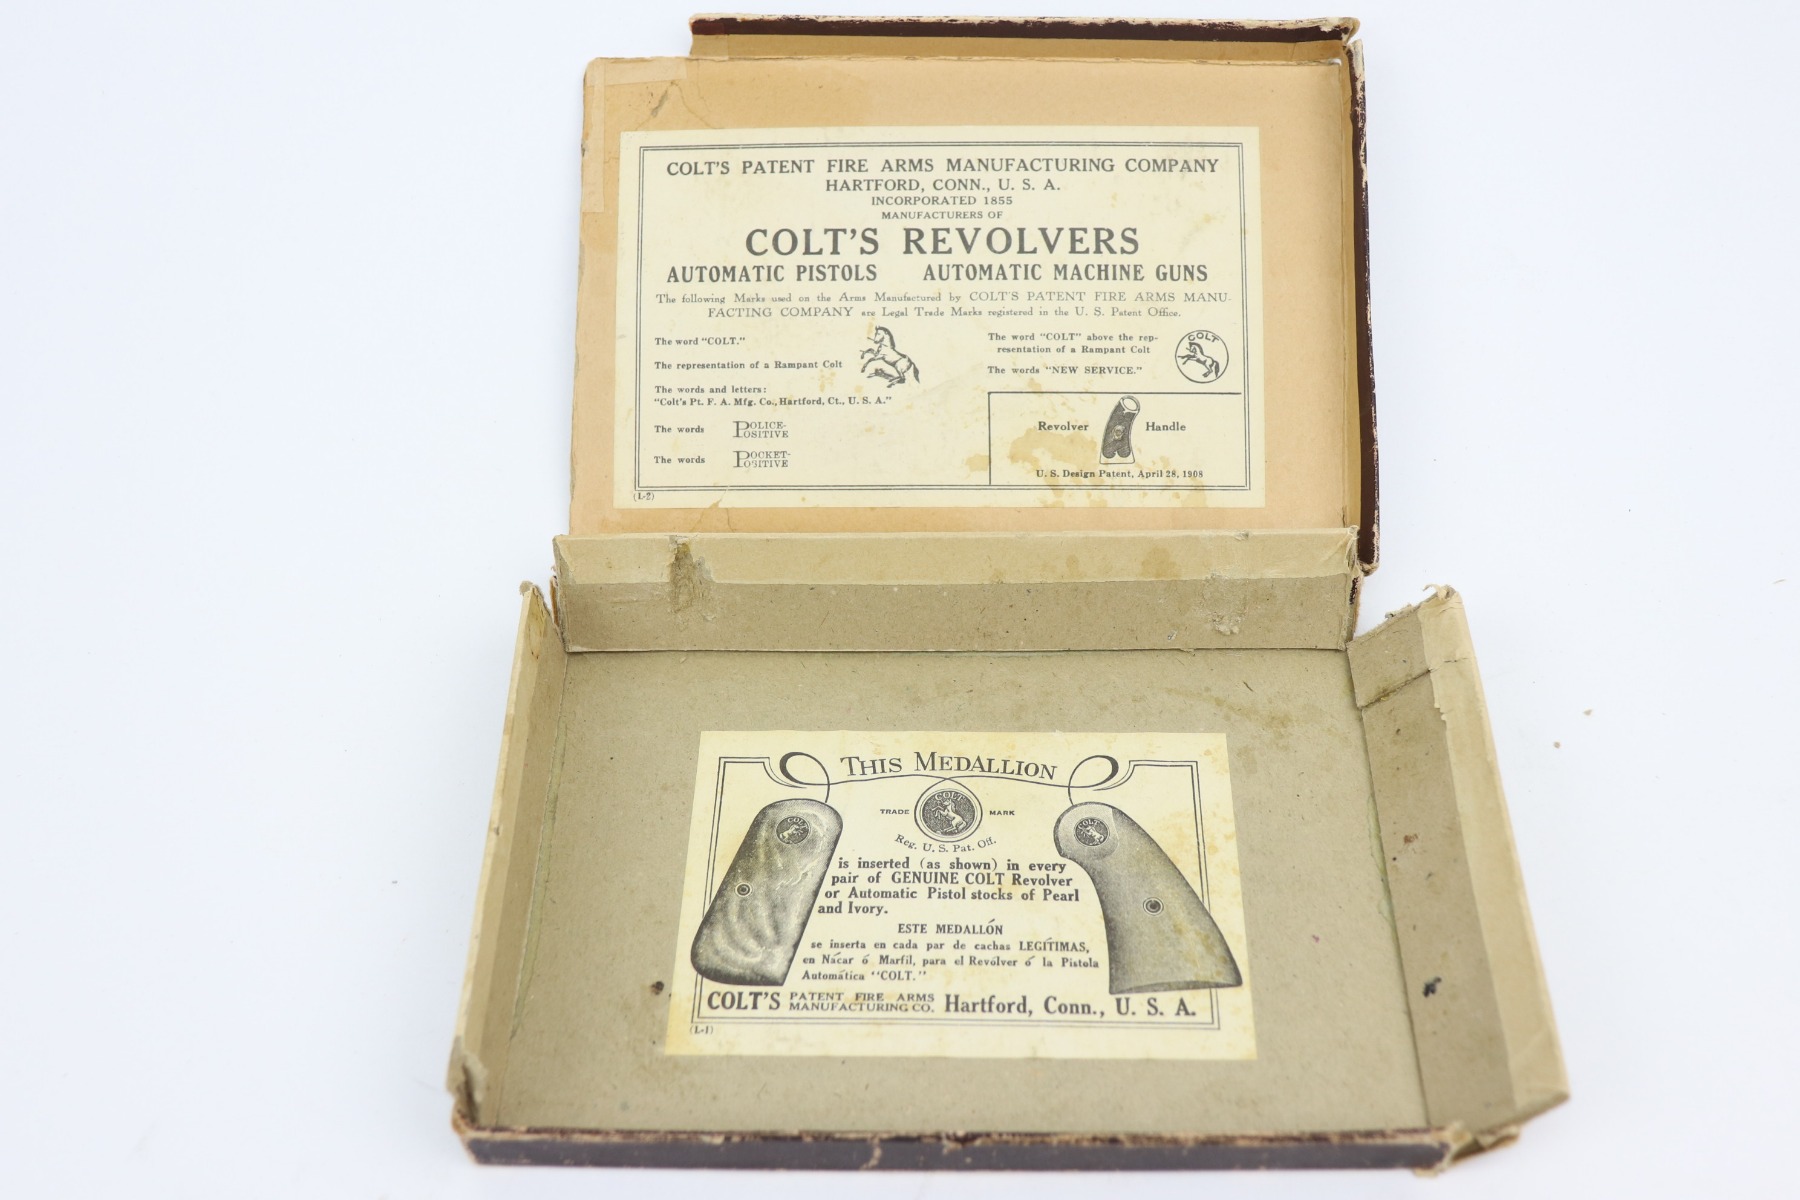 COLT'S PATENT FIRE ARMS MANUFACTURING COMPANY
HARTFORD, CONN., U. S. A.
INCORPORATED 1855
MANUFACTURERS OF
COLT'S REVOLVERS
AUTOMATIC PISTOLS AUTOMATIC MACHINE GUNS
The following Marks used on the Arms Manufactured by COLT'S PATENT FIRE ARMS MANU-
FACTING COMPANY are Legal Trade Marks registered in the U. S. Patent Office.
The word "COLT."
The representation of a Rampant Colt
The words and letters:
"Colt's Pt. F. A. Mfg. Co., Hartford, Ct., U. S. A."
The words POLICE-
POSITIVE
The words POCKET-
POSITIVE
The word "COLT" above the rep-
resentation of a Rampant Colt
COLT
The words "NEW SERVICE."
Revolver Handle
U. S. Design Patent, April 28, 1908
(L-2)
THIS MEDALLION
COLT
TRADE MARK
Reg. U. S. Pat. Off.
COLT
COLT
is inserted (as shown) in every
pair of GENUINE COLT Revolver
or Automatic Pistol stocks of Pearl
and Ivory.
ESTE MEDALLÓN
se inserta en cada par de cachas LEGÍTIMAS,
en Nácar ó Marfil, para el Revólver ó la Pistola
Automática "COLT."
COLT'S PATENT FIRE ARMS MANUFACTURING CO. Hartford, Conn., U. S. A.
(L-1)